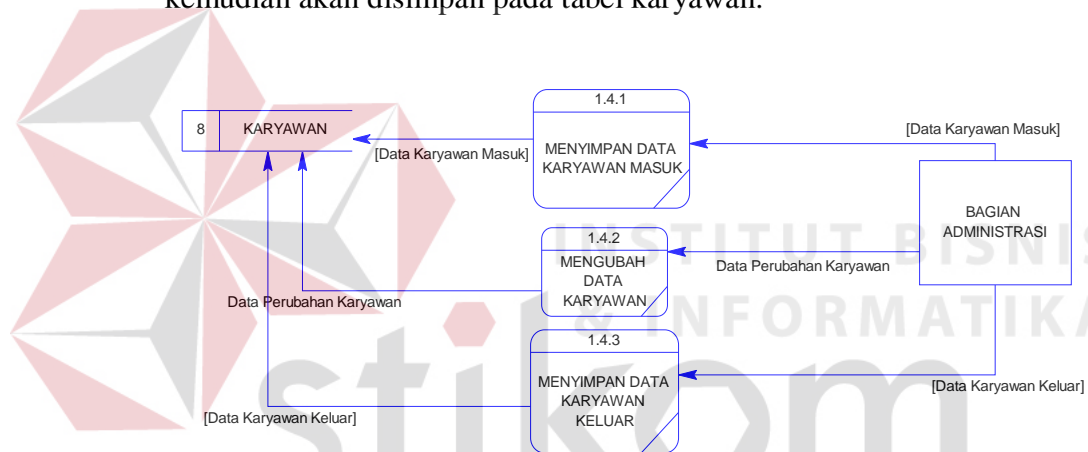 kemudian akan disimpan pada tabel karyawan.
1.4.1
8 KARYAWAN
[Data Karyawan Masuk]
MENYIMPAN DATA
KARYAWAN MASUK
[Data Karyawan Masuk]
BAGIAN
ADMINISTRASI
INSTITUT BISNIS
1.4.2
MENGUBAH
DATA
KARYAWAN
Data Perubahan Karyawan
Data Perubahan Karyawan
& INFORMATIKA
1.4.3
MENYIMPAN DATA
KARYAWAN
KELUAR
[Data Karyawan Keluar]
[Data Karyawan Keluar]
stikom